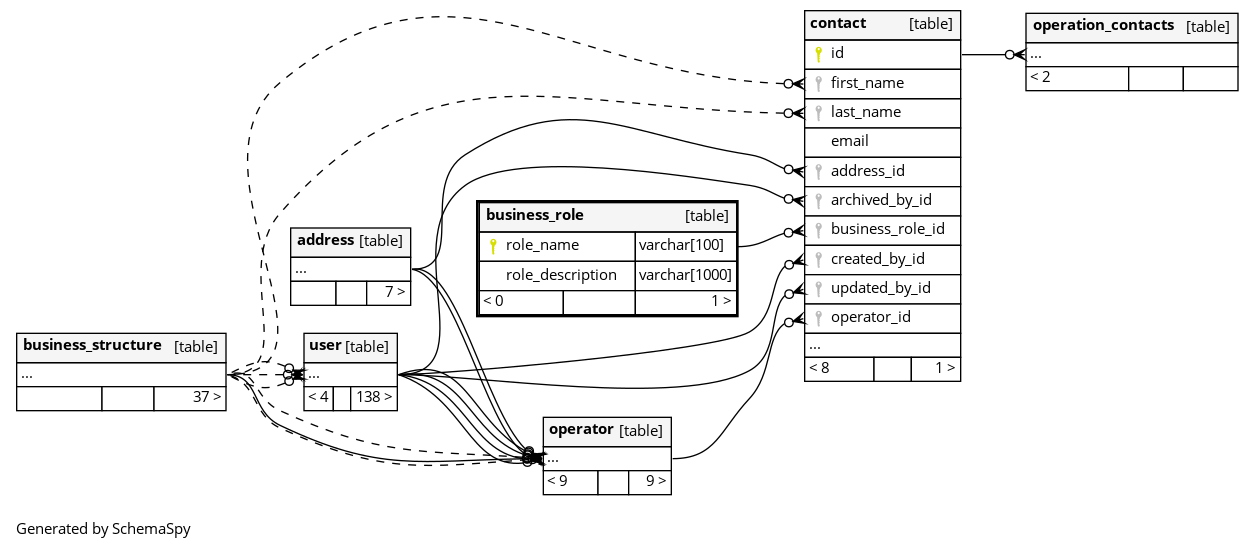 contact [table]
id
first_name
last_name
email
address_id
archived_by_id
business_role_id
created_by_id
updated_by_id
operator_id
...
< 8 1 >
operation_contacts [table]
...
< 2
business_role [table]
role_name varchar[100]
role_description varchar[1000]
< 0 1 >
address [table]
...
7 >
business_structure [table]
...
37 >
user [table]
...
< 4 138 >
operator [table]
...
< 9 9 >
Generated by SchemaSpy